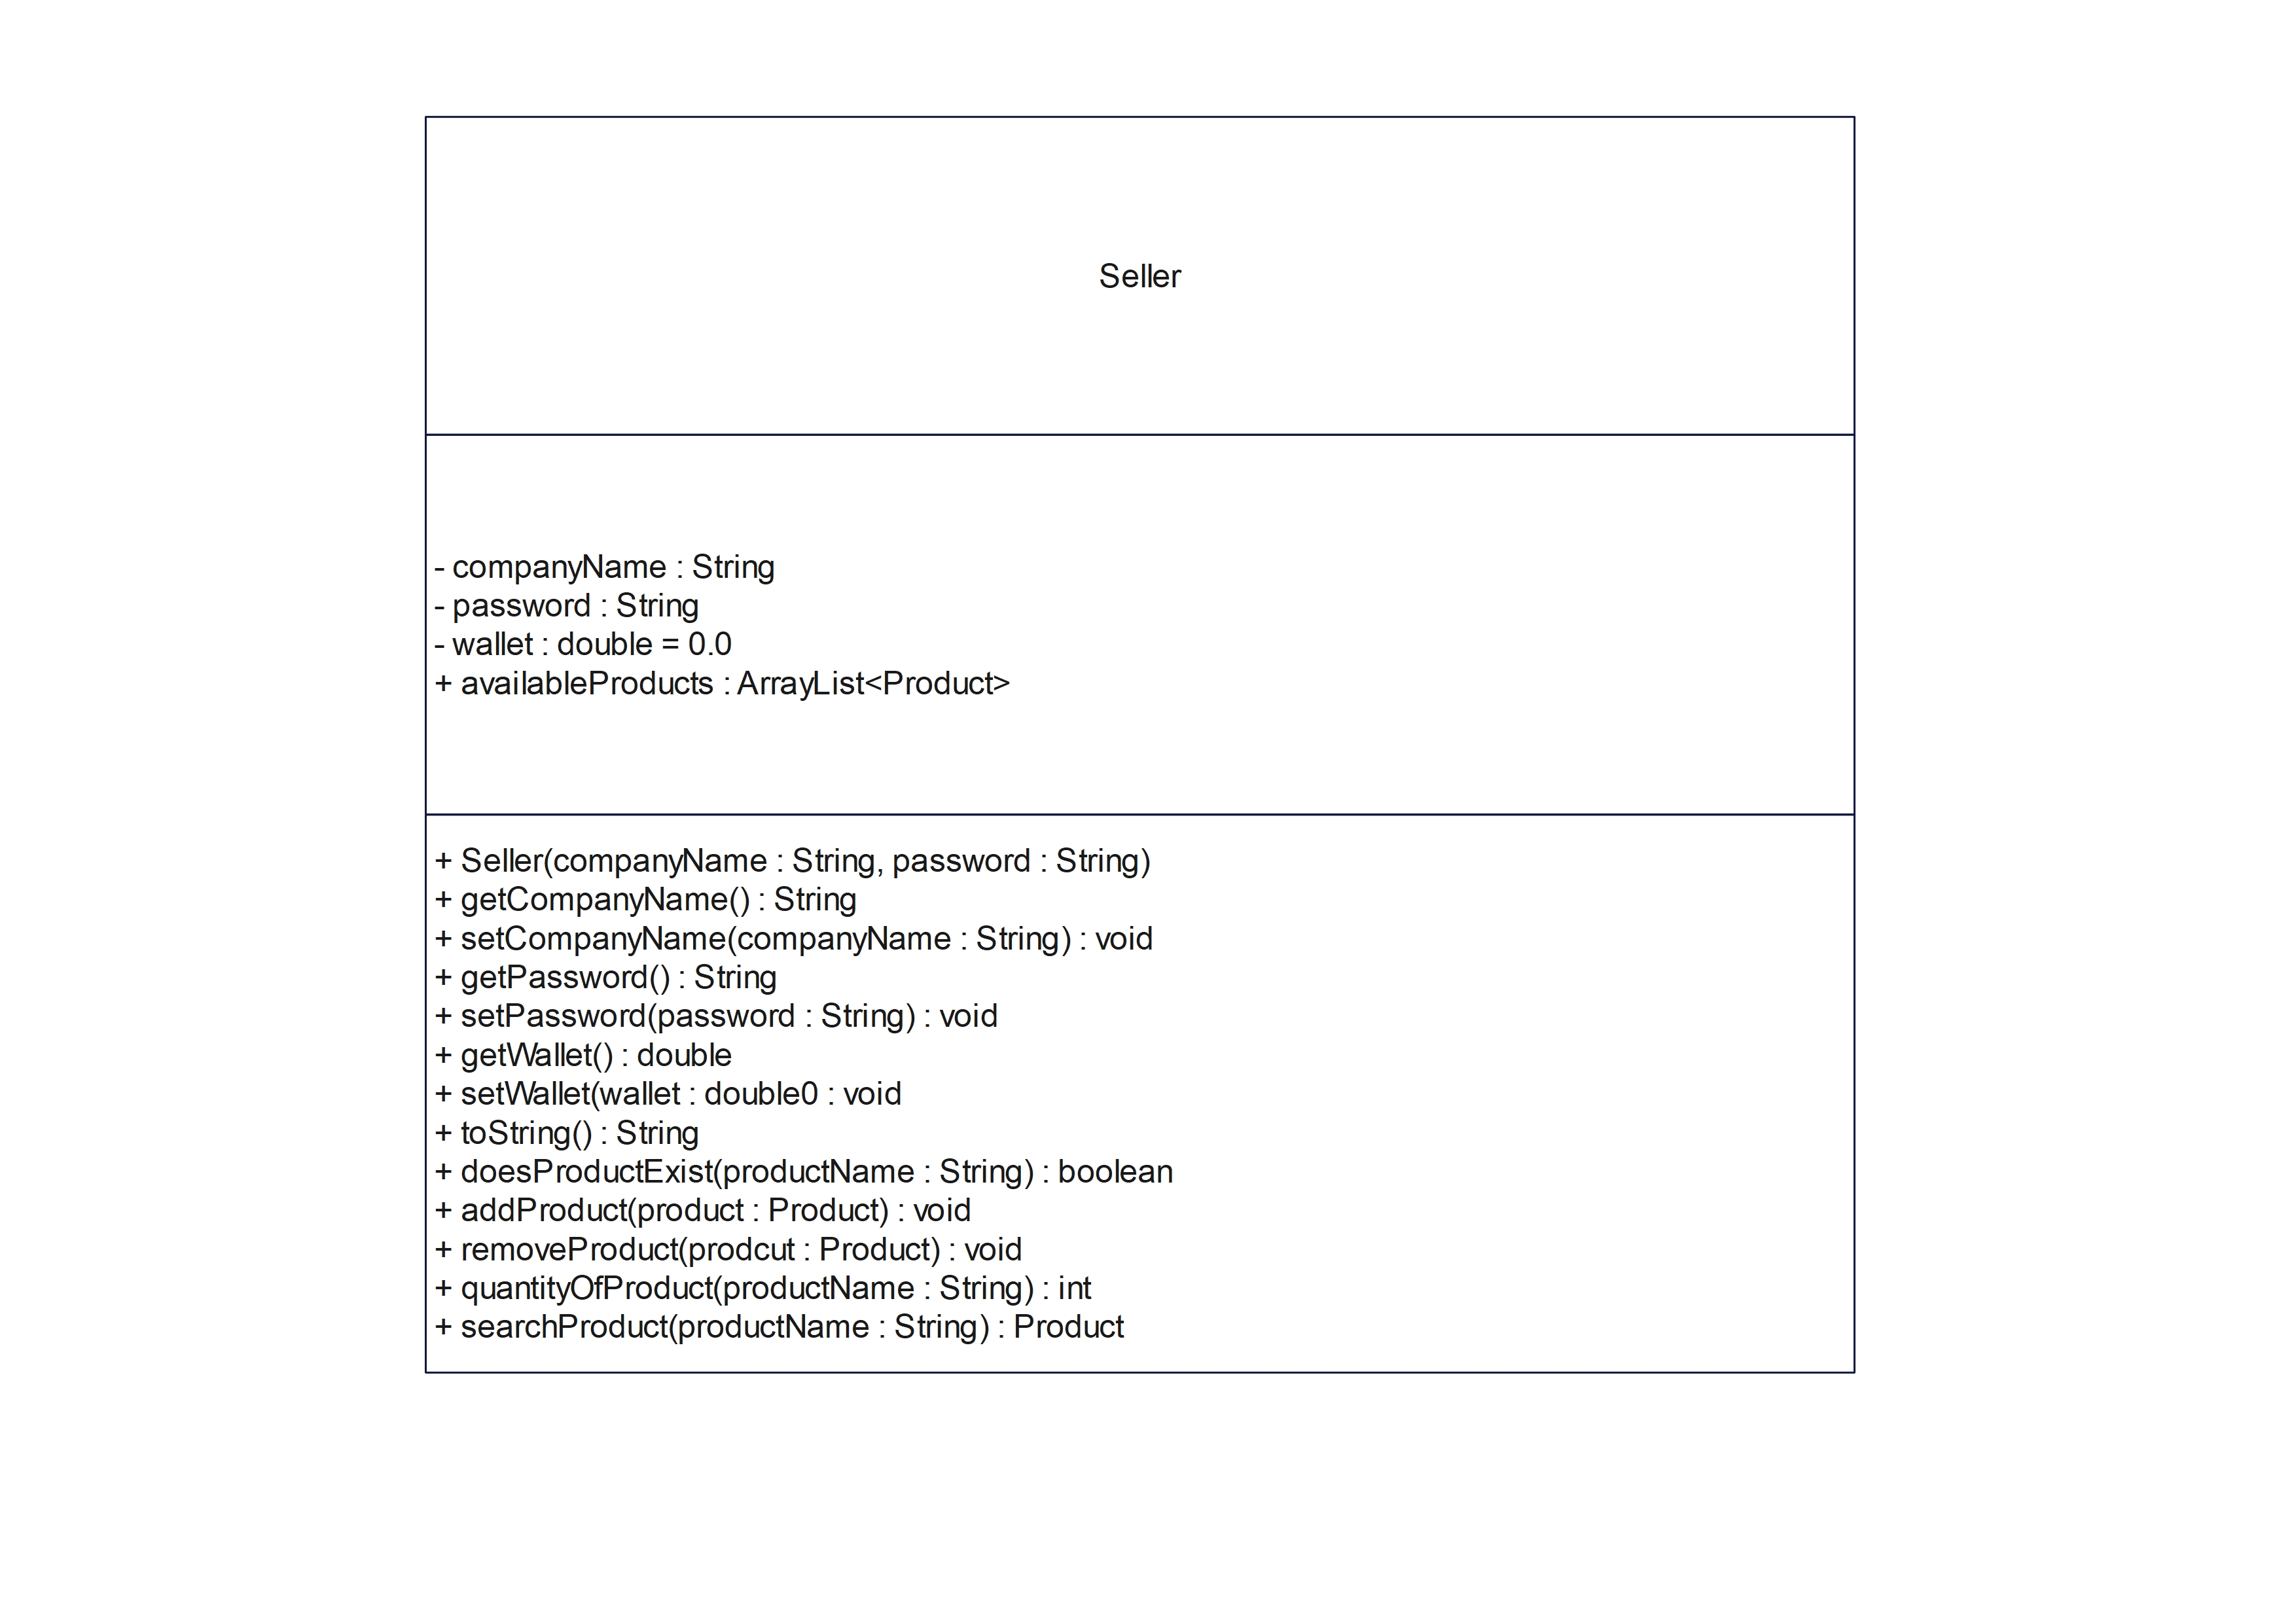 Seller
- companyName : String
- password : String
- wallet : double = 0.0
+ availableProducts : ArrayList<Product>
+ Seller(companyName : String, password : String)
+ getCompanyName() : String
+ setCompanyName(companyName : String) : void
+ getPassword() : String
+ setPassword(password : String) : void
+ getWallet() : double
+ setWallet(wallet : double0 : void
+ toString() : String
+ doesProductExist(productName : String) : boolean
+ addProduct(product : Product) : void
+ removeProduct(prodcut : Product) : void
+ quantityOfProduct(productName : String) : int
+ searchProduct(productName : String) : Product